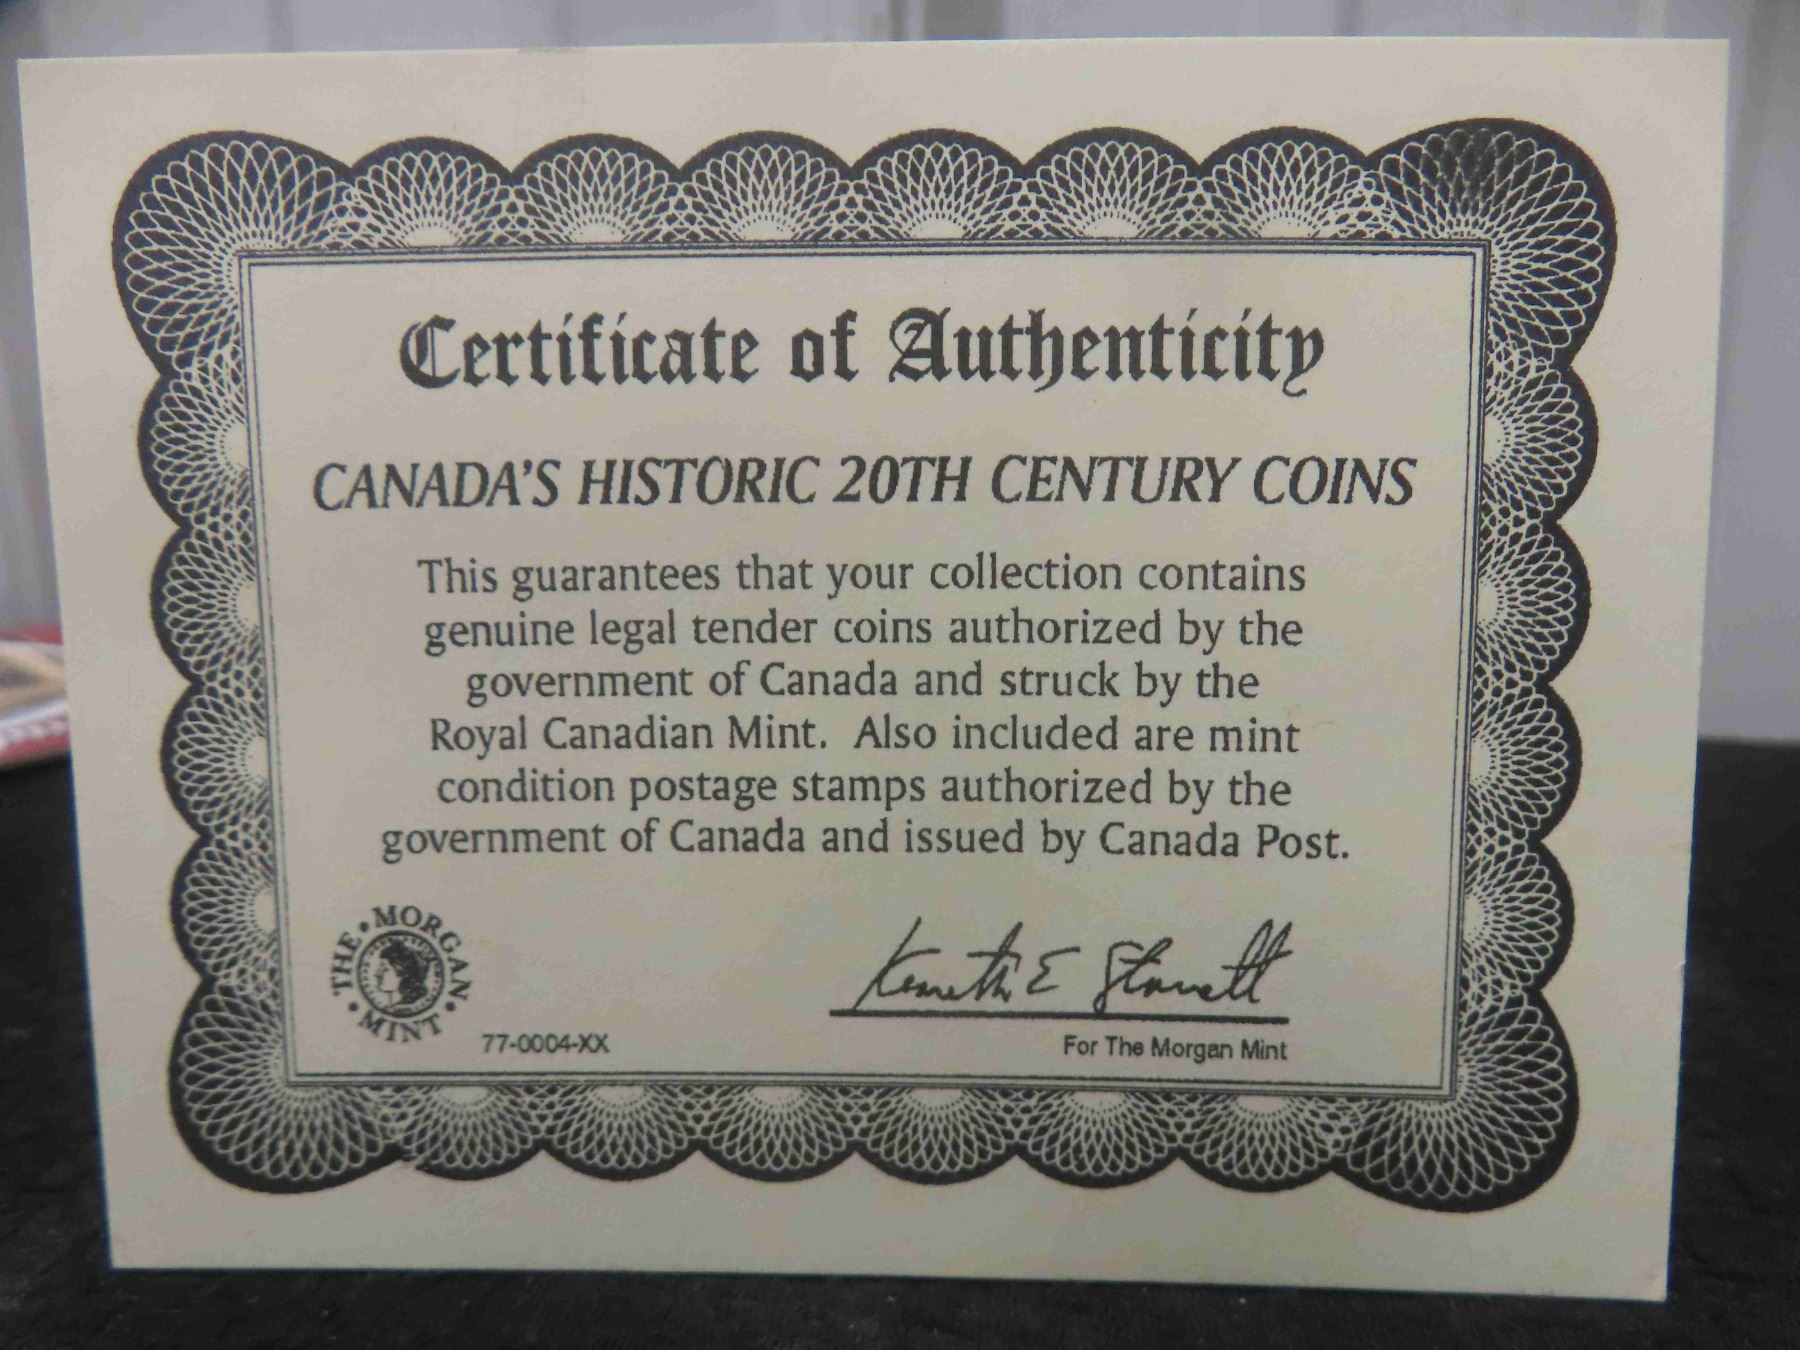 Certificate of Authenticity
CANADA'S HISTORIC 20TH CENTURY COINS
This guarantees that your collection contains
genuine legal tender coins authorized by the
government of Canada and struck by the
Royal Canadian Mint. Also included are mint
condition postage stamps authorized by the
government of Canada and issued by Canada Post.
THE • MORGAN • MINT •
Kenneth E
77-0004-XX
For The Morgan Mint